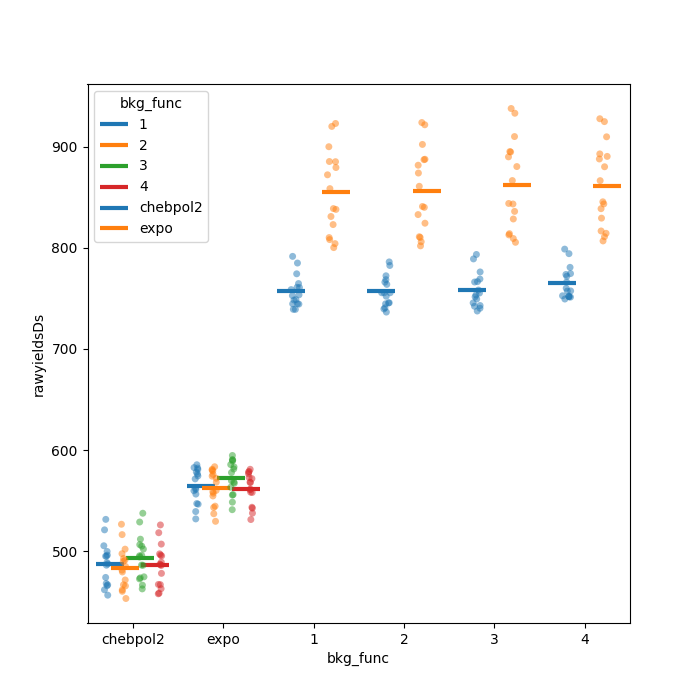 bkg_func
1
2
3
4
chebpol2
expo
900
800
700
600
500
rawyieldsDs
chebpol2 expo 1 2 3 4
bkg_func